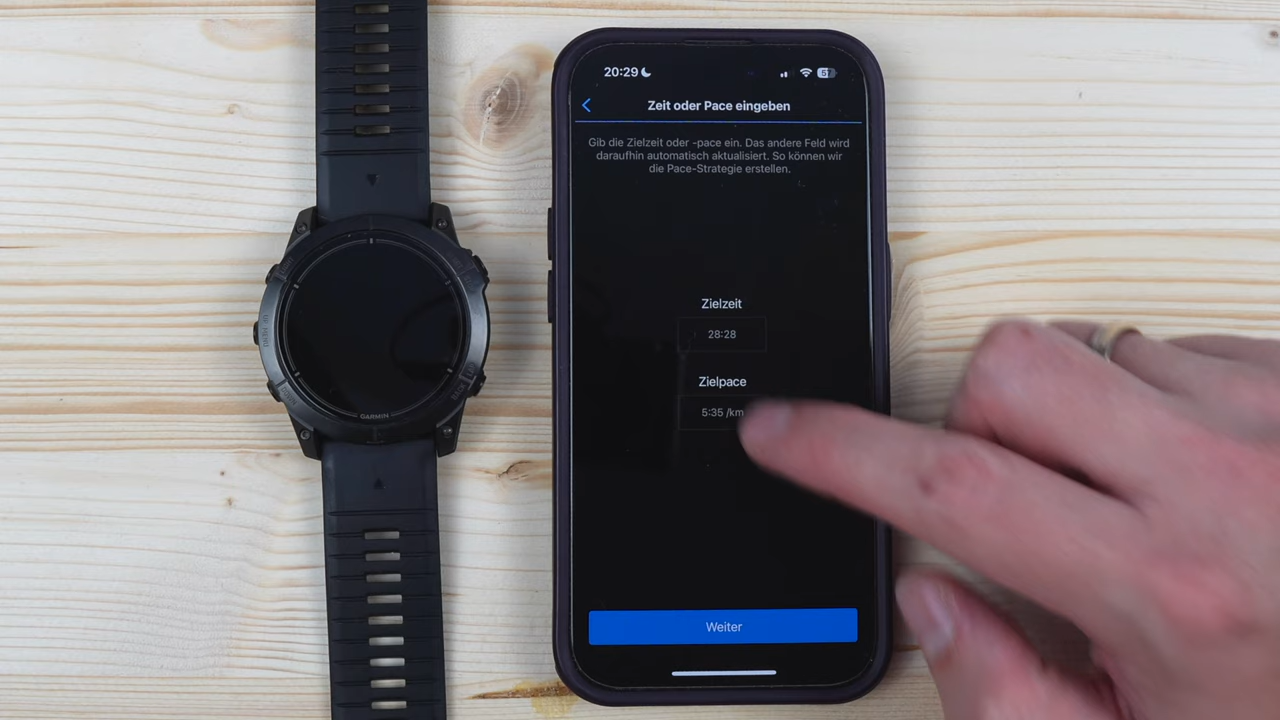 20:29
57
Zeit oder Pace eingeben
Gib die Zielzeit oder -pace ein. Das andere Feld wird
daraufhin automatisch aktualisiert. So können wir
die Pace-Strategie erstellen.
Zielzeit
28:28
Zielpace
5:35 /km
Weiter
GARMIN